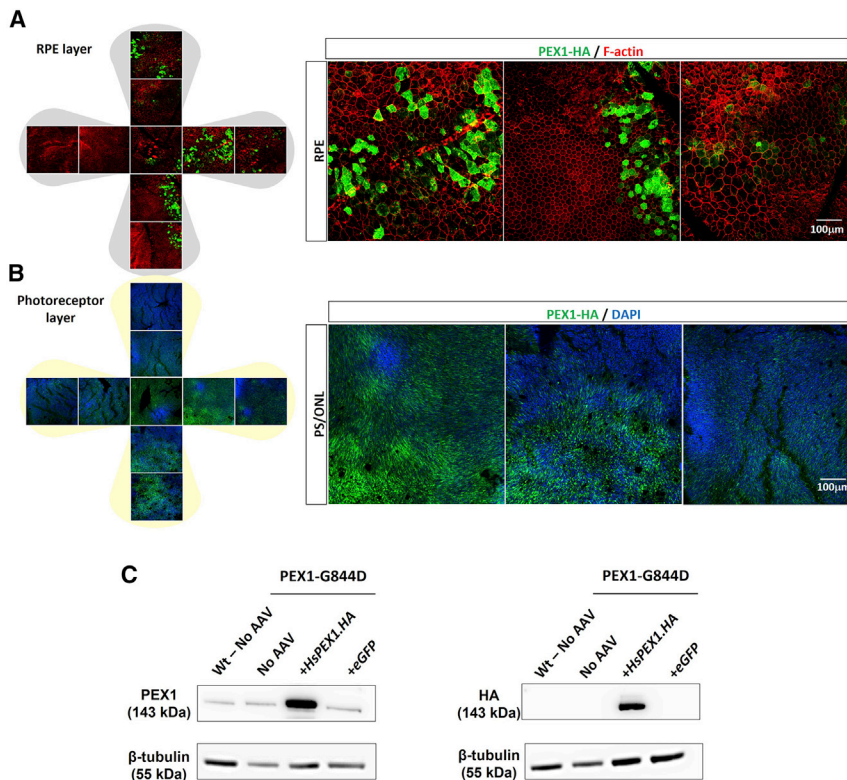 A
RPE layer
PEX1-HA / F-actin
RPE
100μm
B
Photoreceptor
layer
PEX1-HA / DAPI
PS/ONL
100μm
C
PEX1-G844D
Wt – No AAV
No AAV
+HsPEX1.HA
+eGFP
PEX1
(143 kDa)
β-tubulin
(55 kDa)
PEX1-G844D
Wt – No AAV
No AAV
+HsPEX1.HA
+eGFP
HA
(143 kDa)
β-tubulin
(55 kDa)